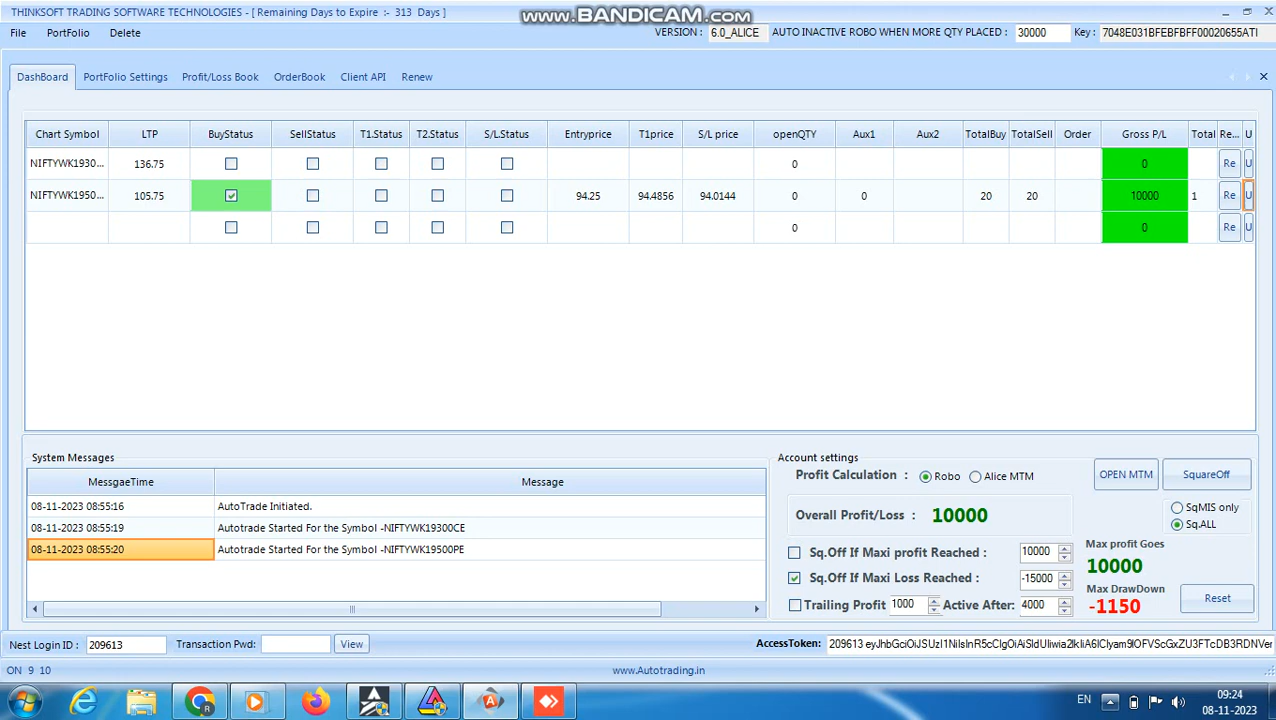 THINKSOFT TRADING SOFTWARE TECHNOLOGIES - [ Remaining Days to Expire :- 313 Days ]
www.BANDICAM.com
File PortFolio Delete VERSION : 6.0_ALICE AUTO INACTIVE ROBO WHEN MORE QTY PLACED : 30000 Key : 7048E031BFEBFBFF00020655ATI
DashBoard PortFolio Settings Profit/Loss Book OrderBook Client API Renew
Chart Symbol LTP BuyStatus SellStatus T1.Status T2.Status S/L.Status Entryprice T1price S/L price openQTY Aux1 Aux2 TotalBuy TotalSell Order Gross P/L Total Re... U
NIFTYWK1930... 136.75 0 0 Re U
NIFTYWK1950... 105.75 94.25 94.4856 94.0144 0 0 20 20 10000 1 Re U
0 0 Re U
System Messages
MessgaeTime Message
08-11-2023 08:55:16 AutoTrade Initiated.
08-11-2023 08:55:19 Autotrade Started For the Symbol -NIFTYWK19300CE
08-11-2023 08:55:20 Autotrade Started For the Symbol -NIFTYWK19500PE
Account settings
Profit Calculation : Robo Alice MTM OPEN MTM SquareOff
Overall Profit/Loss : 10000 SqMIS only
Sq.ALL
Sq.Off If Maxi profit Reached : 10000 Max profit Goes
10000
Sq.Off If Maxi Loss Reached : -15000 Max DrawDown
Trailing Profit 1000 Active After: 4000 -1150 Reset
Nest Login ID : 209613 Transaction Pwd: View AccessToken:
ON 9 10 www.Autotrading.in
EN 09:24
08-11-2023